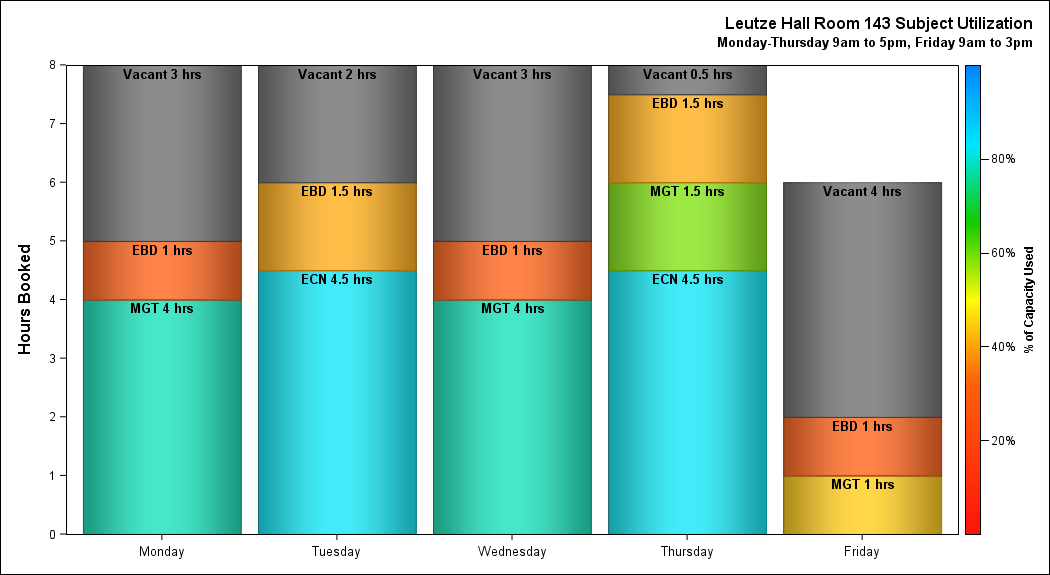 Leutze Hall Room 143 Subject Utilization
Monday-Thursday 9am to 5pm, Friday 9am to 3pm
Hours Booked
8
7
6
5
4
3
2
1
0
Vacant 3 hrs
EBD 1 hrs
MGT 4 hrs
Vacant 2 hrs
EBD 1.5 hrs
ECN 4.5 hrs
Vacant 3 hrs
EBD 1 hrs
MGT 4 hrs
Vacant 0.5 hrs
EBD 1.5 hrs
MGT 1.5 hrs
ECN 4.5 hrs
Vacant 4 hrs
EBD 1 hrs
MGT 1 hrs
Monday
Tuesday
Wednesday
Thursday
Friday
80%
60%
40%
20%
% of Capacity Used